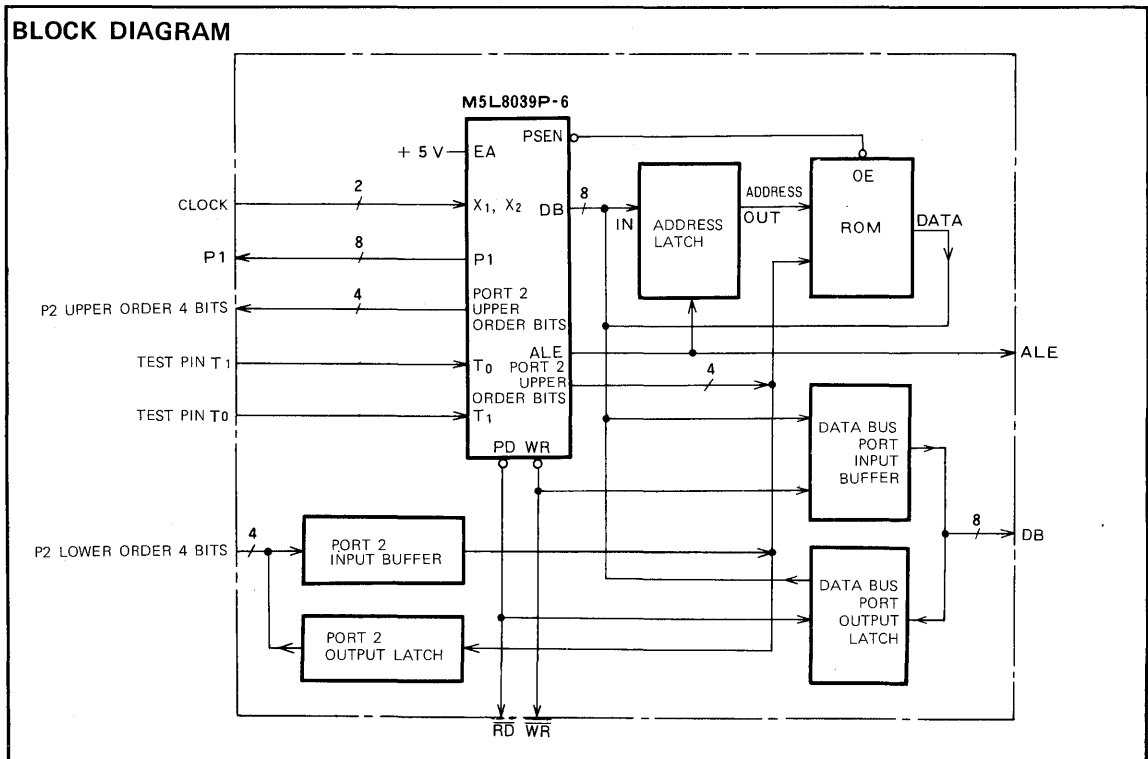 BLOCK DIAGRAM
M5L8039P-6
PSEN
+ 5 V
EA
OE
CLOCK
2
X1, X2
DB
8
IN
ADDRESS
LATCH
ADDRESS
OUT
ROM
DATA
P1
8
P1
P2 UPPER ORDER 4 BITS
4
PORT 2
UPPER
ORDER BITS
TEST PIN T1
T0
ALE
ALE
PORT 2
UPPER
ORDER BITS
4
TEST PIN T0
T1
PD WR
DATA BUS
PORT
INPUT
BUFFER
8
DB
P2 LOWER ORDER 4 BITS
4
PORT 2
INPUT BUFFER
DATA BUS
PORT
OUTPUT
LATCH
PORT 2
OUTPUT LATCH
R̅D̅ W̅R̅